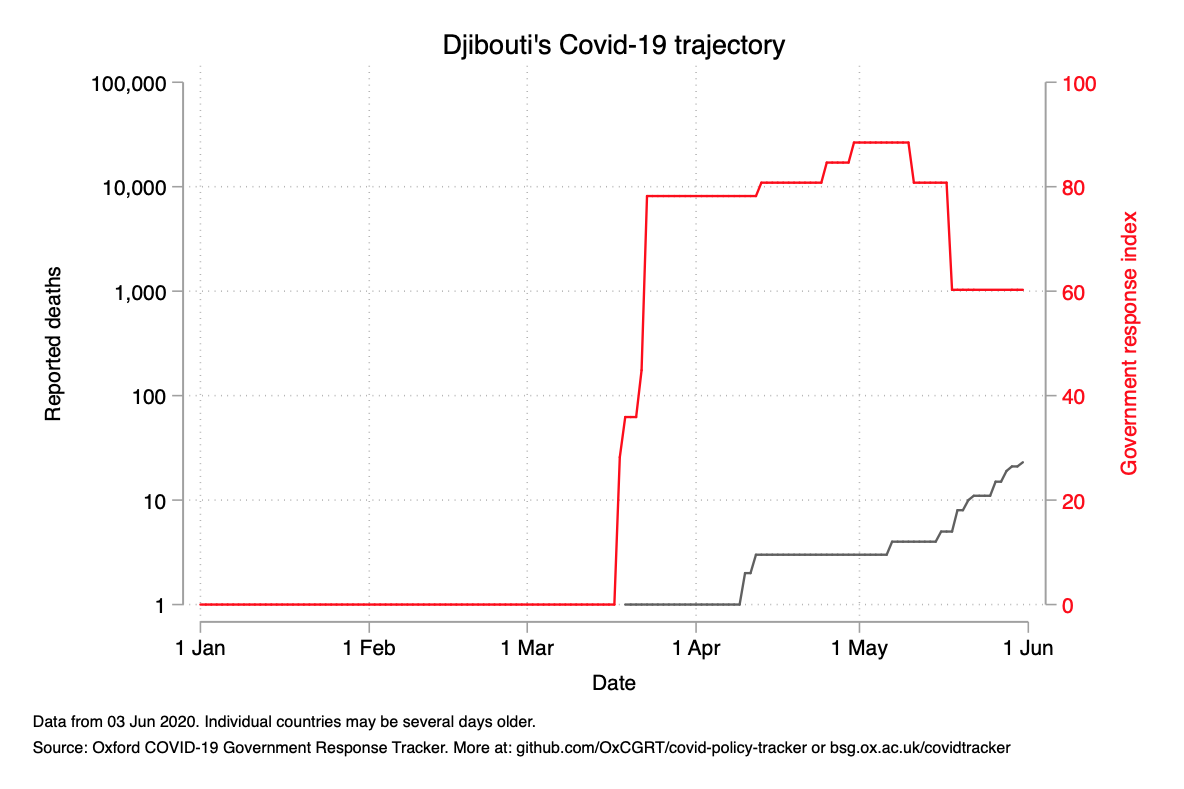 Djibouti's Covid-19 trajectory
100,000
10,000
1,000
100
10
1
Reported deaths
100
80
60
40
20
0
Government response index
1 Jan
1 Feb
1 Mar
1 Apr
1 May
1 Jun
Date
Data from 03 Jun 2020. Individual countries may be several days older.
Source: Oxford COVID-19 Government Response Tracker. More at: github.com/OxCGRT/covid-policy-tracker or bsg.ox.ac.uk/covidtracker